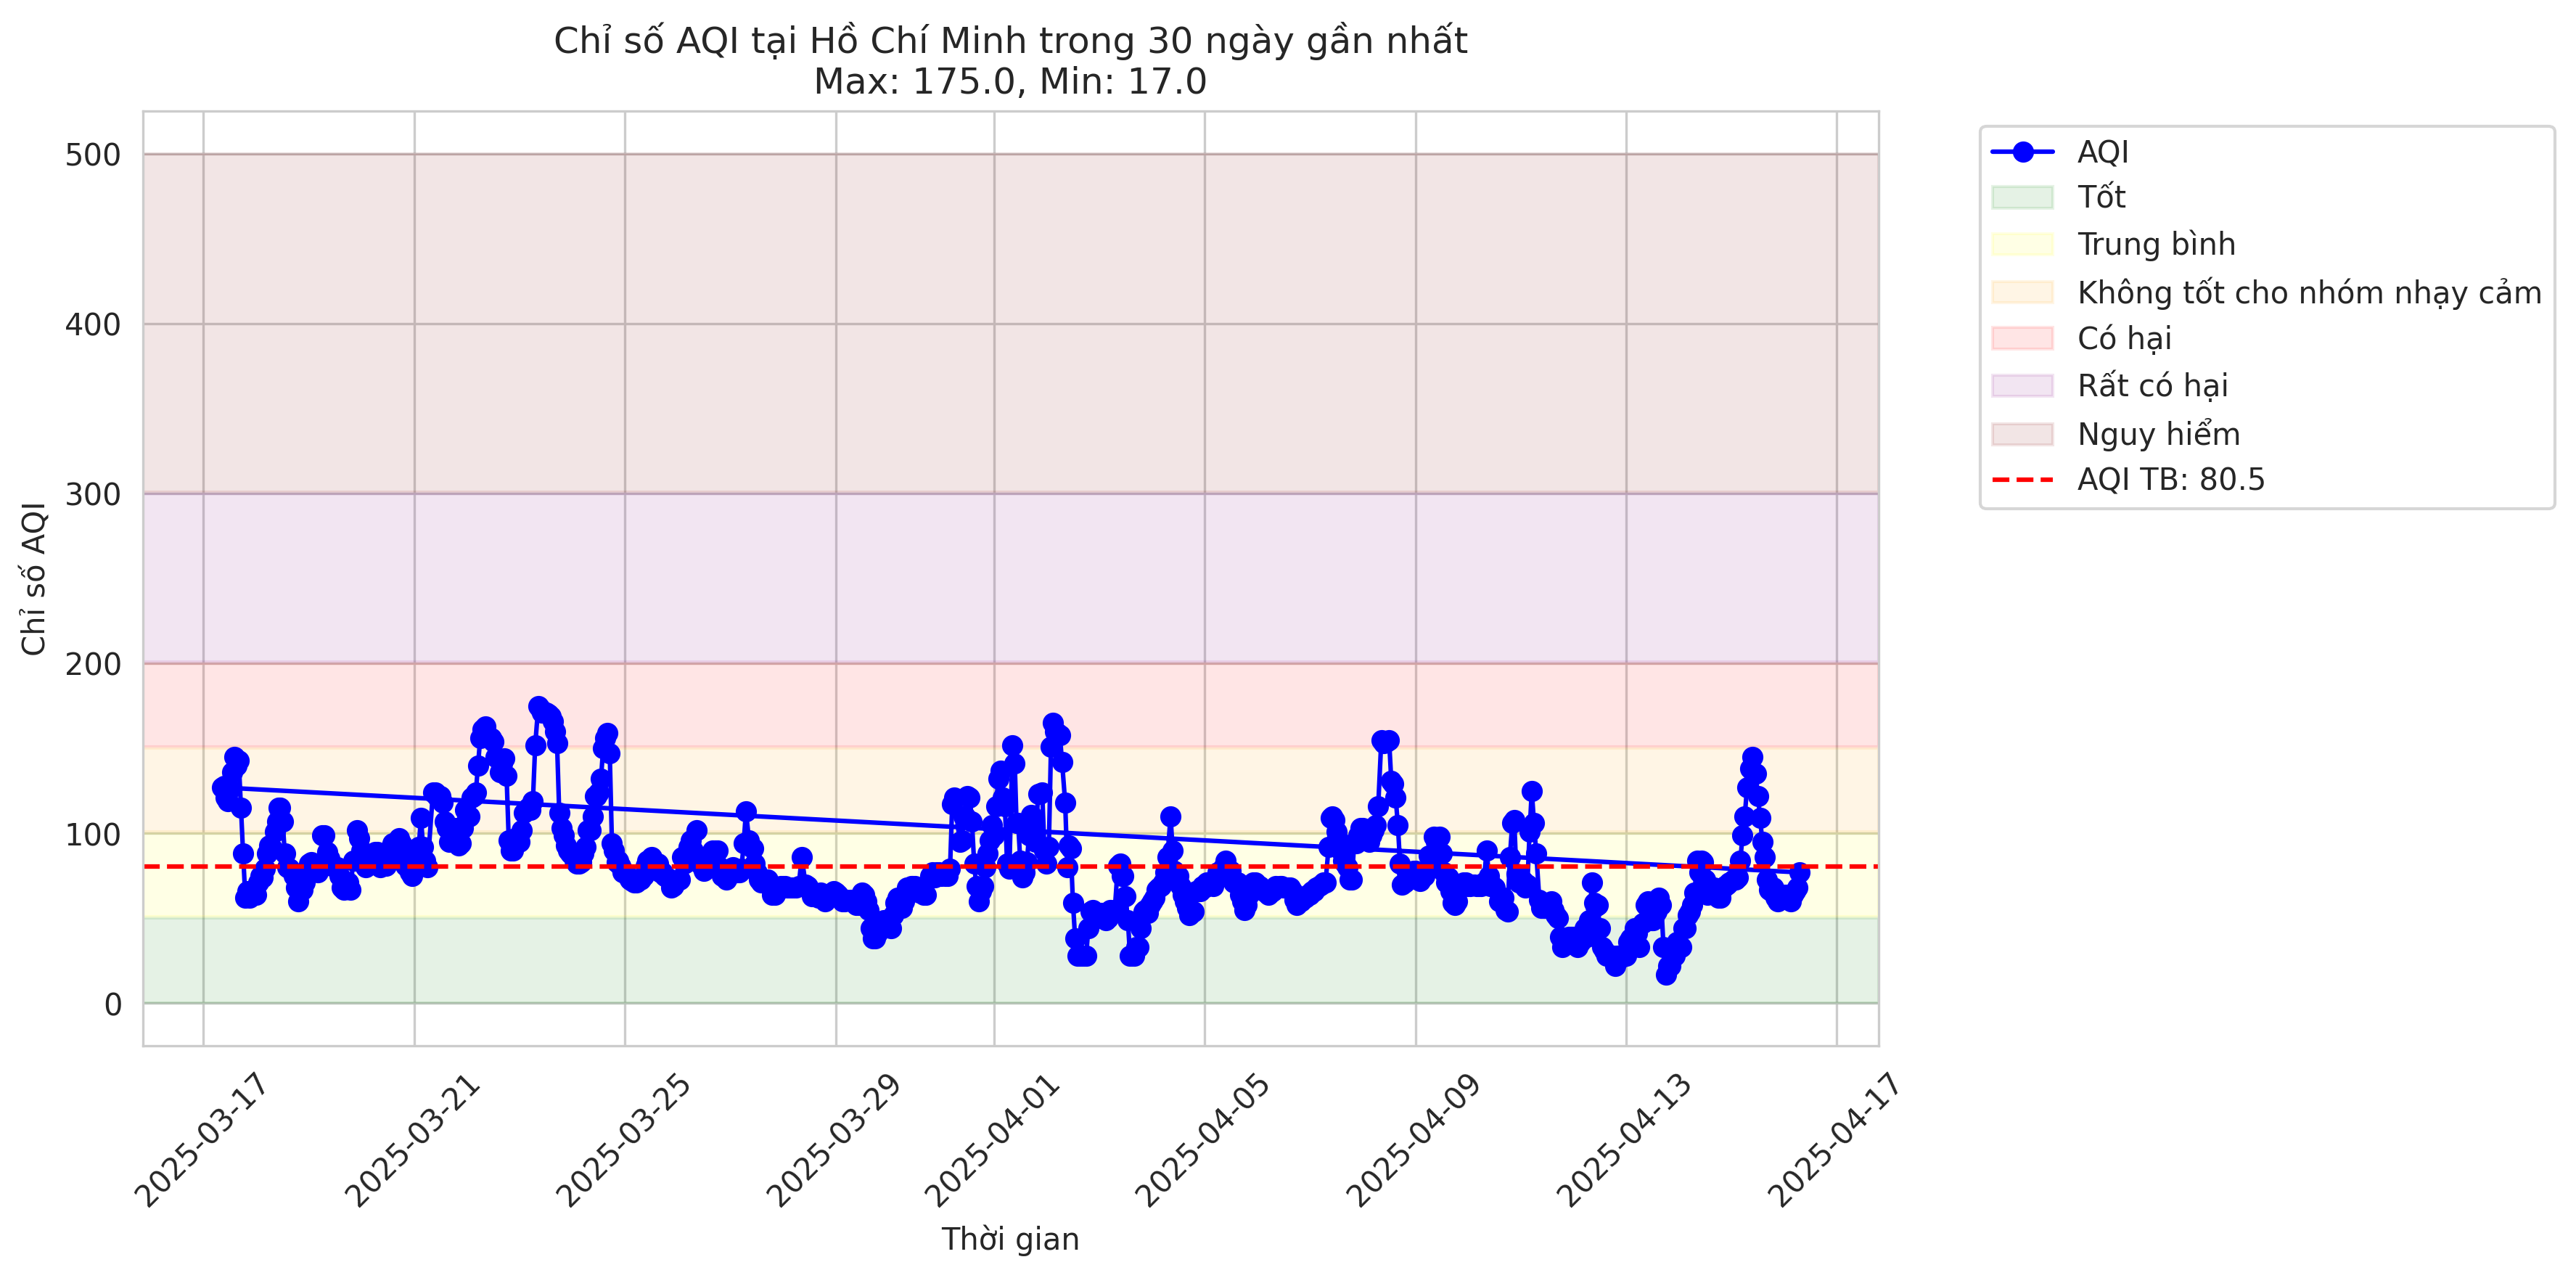 Chỉ số AQI tại Hồ Chí Minh trong 30 ngày gần nhất
Max: 175.0, Min: 17.0
Chỉ số AQI
500
400
300
200
100
0
2025-03-17
2025-03-21
2025-03-25
2025-03-29
2025-04-01
2025-04-05
2025-04-09
2025-04-13
2025-04-17
Thời gian
AQI
Tốt
Trung bình
Không tốt cho nhóm nhạy cảm
Có hại
Rất có hại
Nguy hiểm
AQI TB: 80.5